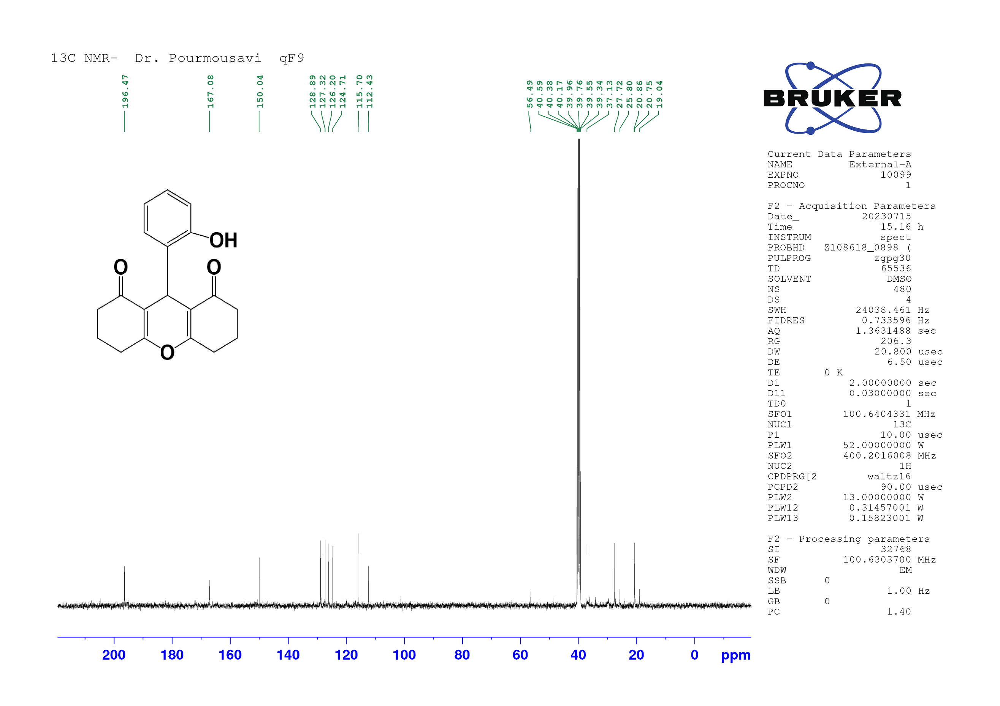 13C NMR-  Dr. Pourmousavi  qF9
196.47
167.08
150.04
128.89
127.32
126.20
124.71
115.70
112.43
56.49
40.59
40.38
40.17
39.96
39.76
39.55
39.34
37.13
27.72
25.80
20.86
20.75
19.04
BRUKER
OH
O
O
O
Current Data Parameters
NAME External-A
EXPNO 10099
PROCNO 1
F2 - Acquisition Parameters
Date_ 20230715
Time 15.16 h
INSTRUM spect
PROBHD Z108618_0898 (
PULPROG zgpg30
TD 65536
SOLVENT DMSO
NS 480
DS 4
SWH 24038.461 Hz
FIDRES 0.733596 Hz
AQ 1.3631488 sec
RG 206.3
DW 20.800 usec
DE 6.50 usec
TE 0 K
D1 2.00000000 sec
D11 0.03000000 sec
TD0 1
SFO1 100.6404331 MHz
NUC1 13C
P1 10.00 usec
PLW1 52.00000000 W
SFO2 400.2016008 MHz
NUC2 1H
CPDPRG[2 waltz16
PCPD2 90.00 usec
PLW2 13.00000000 W
PLW12 0.31457001 W
PLW13 0.15823001 W
F2 - Processing parameters
SI 32768
SF 100.6303700 MHz
WDW EM
SSB 0
LB 1.00 Hz
GB 0
PC 1.40
200 180 160 140 120 100 80 60 40 20 0 ppm